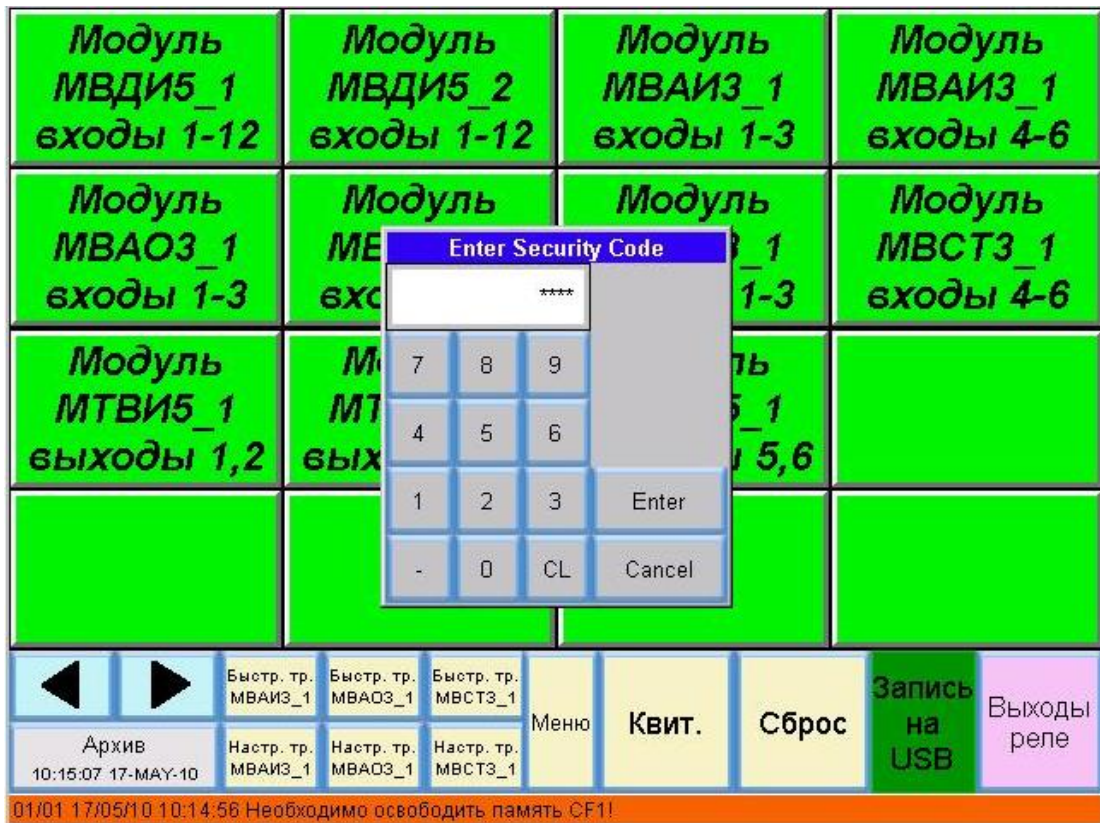 Модуль
МВДИ5_1
входы 1-12
Модуль
МВДИ5_2
входы 1-12
Модуль
МВАИ3_1
входы 1-3
Модуль
МВАИ3_1
входы 4-6
Модуль
МВАО3_1
входы 1-3
Модуль
Модуль
_1
1-3
Модуль
МВСТ3_1
входы 4-6
Enter Security Code
****
7 8 9
4 5 6
1 2 3 Enter
- 0 CL Cancel
Модуль
МТВИ5_1
выходы 1,2
_1
5,6
Быстр. тр.
МВАИ3_1
Быстр. тр.
МВАО3_1
Быстр. тр.
МВСТ3_1
Архив
10:15:07 17-MAY-10
Настр. тр.
МВАИ3_1
Настр. тр.
МВАО3_1
Настр. тр.
МВСТ3_1
Меню
Квит.
Сброс
Запись
на
USB
Выходы
реле
01/01 17/05/10 10:14:56 Необходимо освободить память CF1!